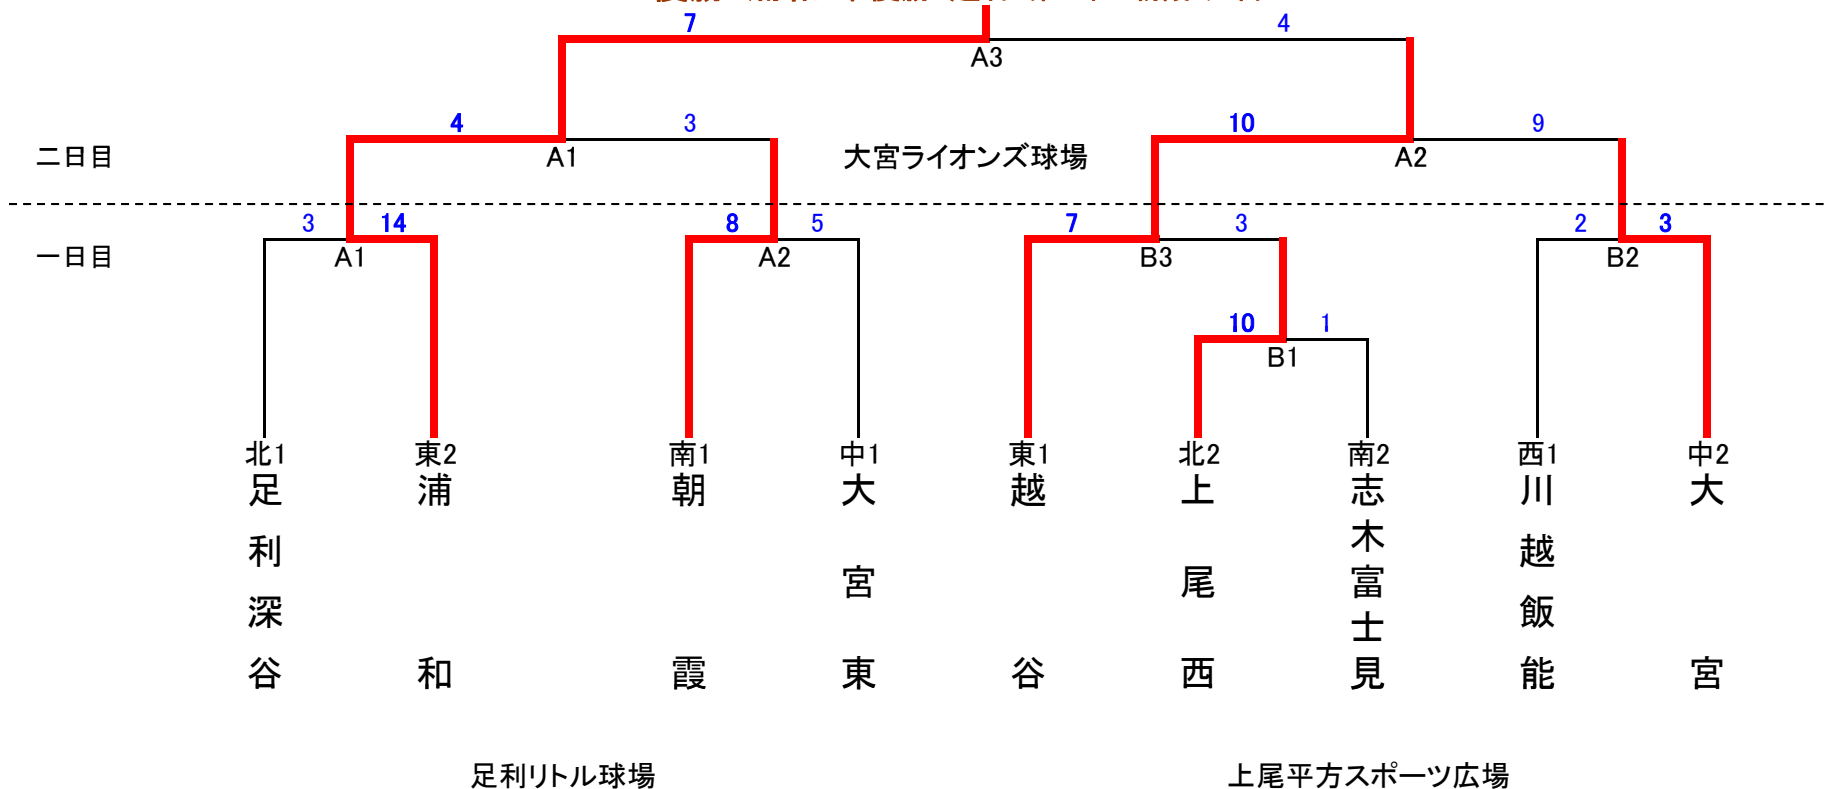 7
4
A3
4
3
10
9
二日目
A1
大宮ライオンズ球場
A2
3
14
8
5
7
3
2
3
一日目
A1
A2
B3
B2
10
1
B1
北1
東2
南1
中1
東1
北2
南2
西1
中2
足利深谷
浦和
朝霞
大宮東
越谷
上尾西
志木富士見
川越飯能
大宮
足利リトル球場
上尾平方スポーツ広場